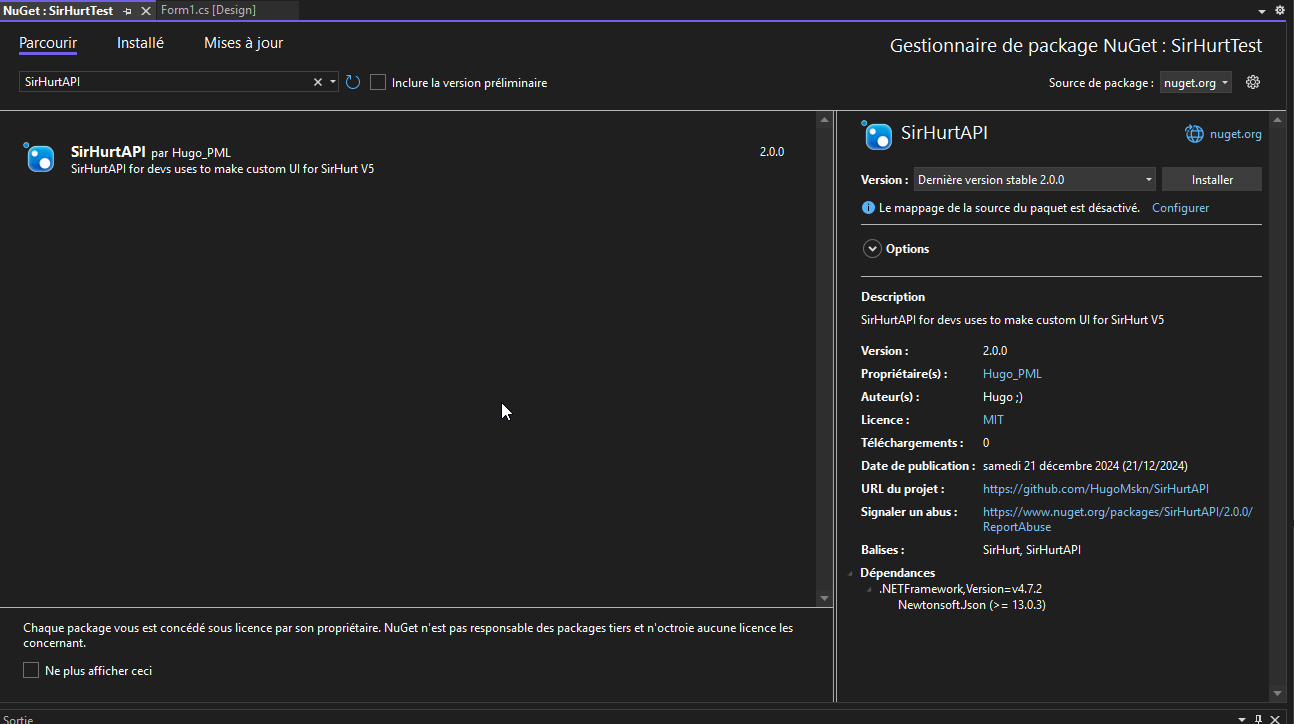 NuGet : SirHurtTest
Form1.cs [Design]
Parcourir
Installé
Mises à jour
Gestionnaire de package NuGet : SirHurtTest
SirHurtAPI
Inclure la version préliminaire
Source de package :
nuget.org
SirHurtAPI par Hugo_PML
2.0.0
SirHurtAPI for devs uses to make custom UI for SirHurt V5
SirHurtAPI
nuget.org
Version :
Dernière version stable 2.0.0
Installer
Le mappage de la source du paquet est désactivé. Configurer
Options
Description
SirHurtAPI for devs uses to make custom UI for SirHurt V5
Version : 2.0.0
Propriétaire(s) : Hugo_PML
Auteur(s) : Hugo ;)
Licence : MIT
Téléchargements : 0
Date de publication : samedi 21 décembre 2024 (21/12/2024)
URL du projet : https://github.com/HugoMskn/SirHurtAPI
Signaler un abus : https://www.nuget.org/packages/SirHurtAPI/2.0.0/
ReportAbuse
Balises : SirHurt, SirHurtAPI
Dépendances
.NETFramework,Version=v4.7.2
Newtonsoft.Json (>= 13.0.3)
Chaque package vous est concédé sous licence par son propriétaire. NuGet n'est pas responsable des packages tiers et n'octroie aucune licence les
concernant.
Ne plus afficher ceci
Sortie